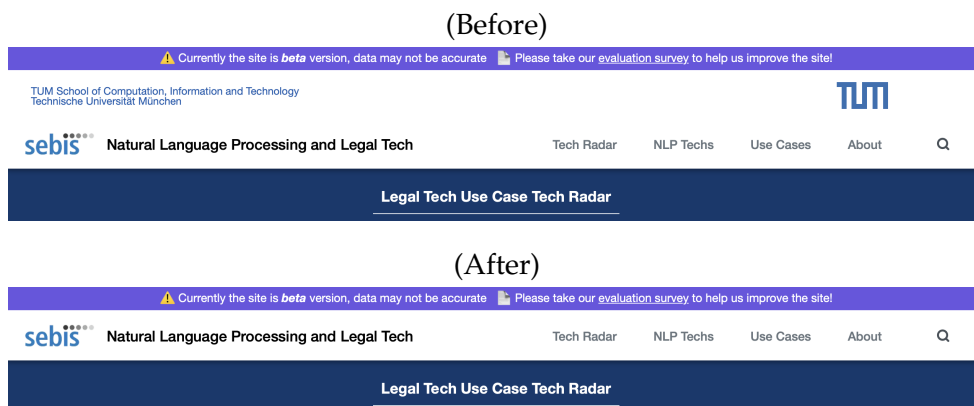 (Before)
⚠️ Currently the site is beta version, data may not be accurate 📄 Please take our evaluation survey to help us improve the site!
TUM School of Computation, Information and Technology
Technische Universität München
TUM
sebis Natural Language Processing and Legal Tech Tech Radar NLP Techs Use Cases About
Legal Tech Use Case Tech Radar
(After)
⚠️ Currently the site is beta version, data may not be accurate 📄 Please take our evaluation survey to help us improve the site!
sebis Natural Language Processing and Legal Tech Tech Radar NLP Techs Use Cases About
Legal Tech Use Case Tech Radar